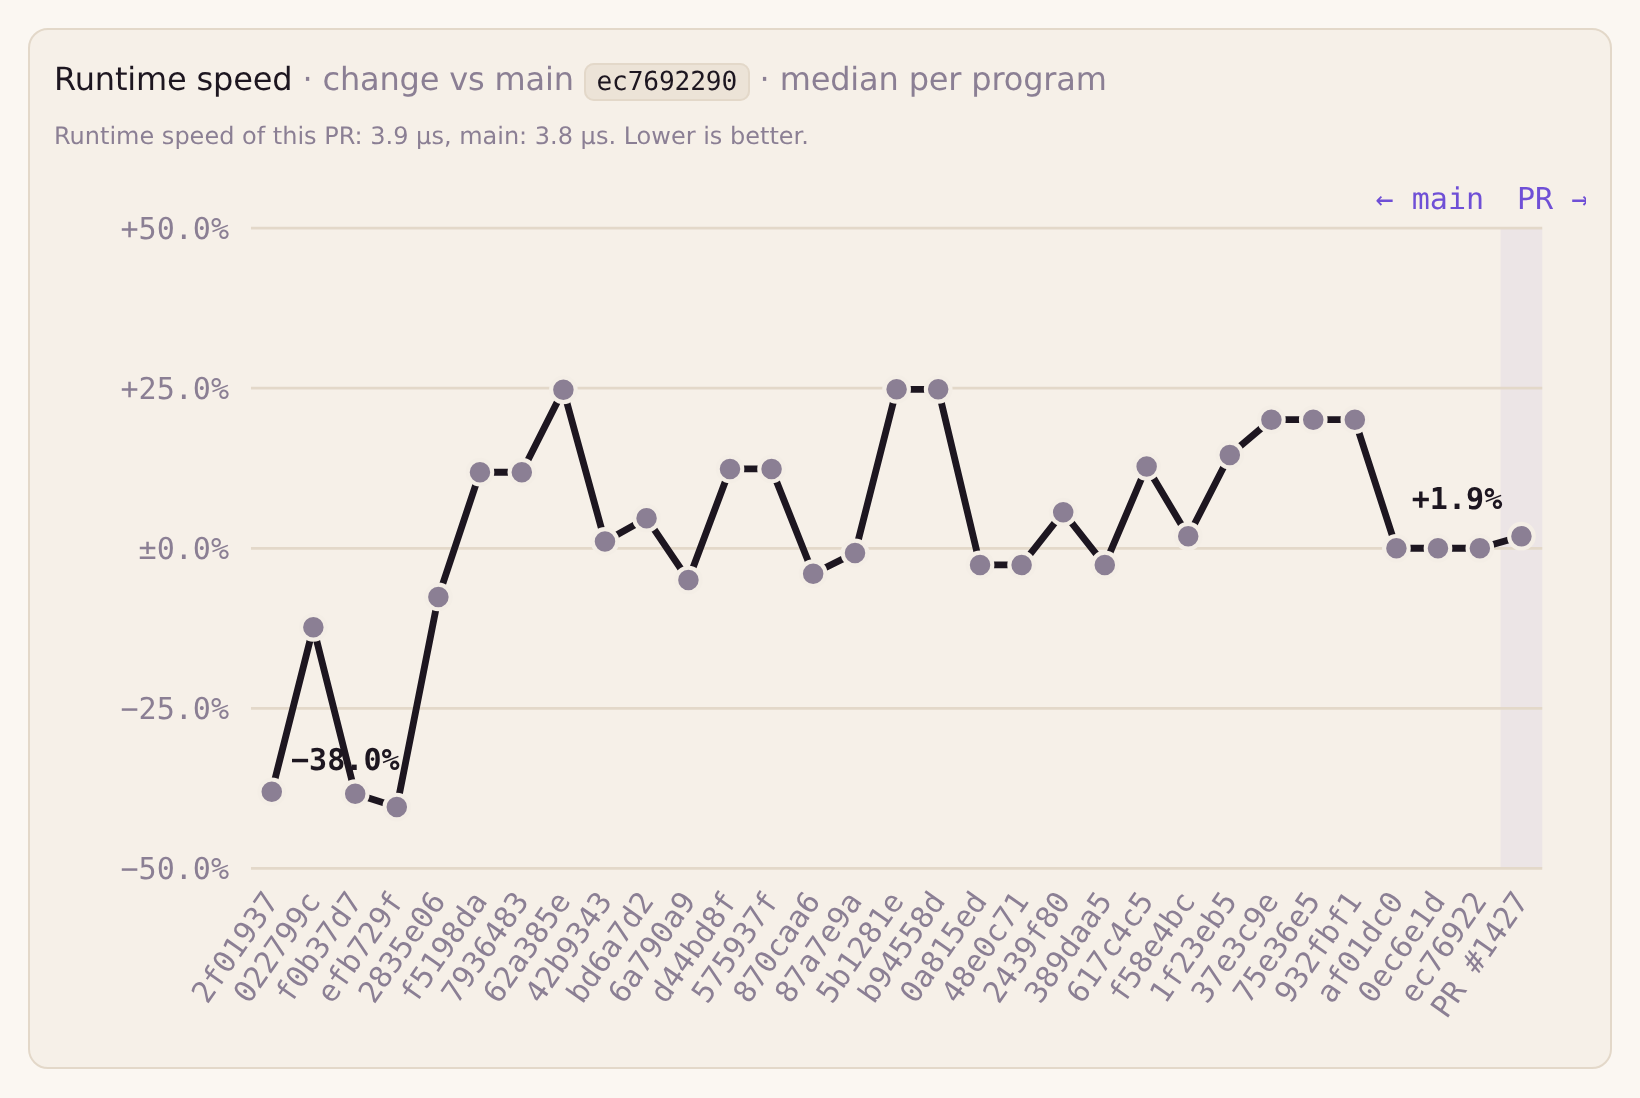 Runtime speed · change vs main ec7692290 · median per program
Runtime speed of this PR: 3.9 µs, main: 3.8 µs. Lower is better.
← main PR →
+50.0%
+25.0%
±0.0%
−25.0%
−50.0%
−38.0%
+1.9%
2f01937
022799c
f0b37d7
efb729f
2835e06
f5198da
7936483
62a385e
42b9343
bd6a7d2
6a790a9
d44bd8f
575937f
870caa6
87a7e9a
5b1281e
b94558d
0a815ed
48e0c71
2439f80
389daa5
617c4c5
f58e4bc
1f23eb5
37e3c9e
75e36e5
932fbf1
af01dc0
0ec6e1d
ec76922
PR #1427